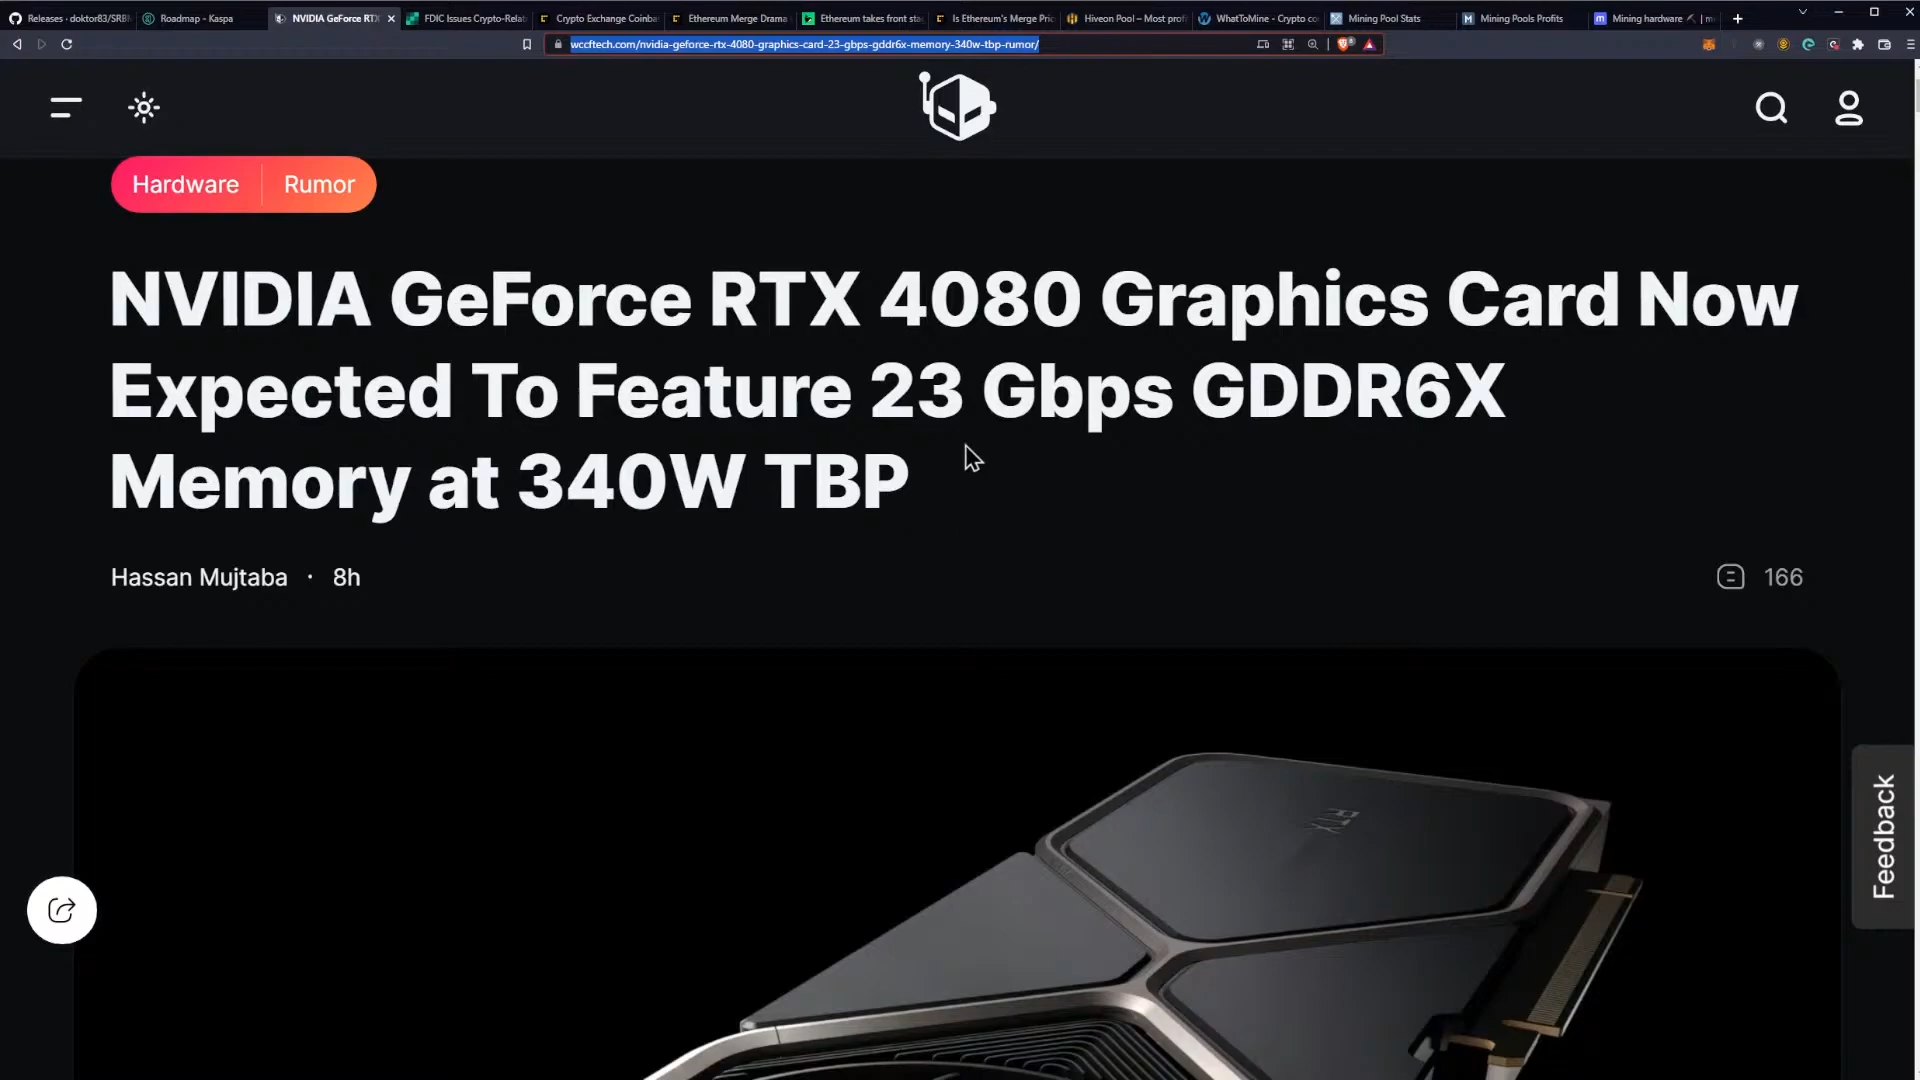 Releases · doktor83/SRBM
Roadmap - Kaspa
NVIDIA GeForce RTX
FDIC Issues Crypto-Relat
Crypto Exchange Coinba
Ethereum Merge Drama
Ethereum takes front sta
Is Ethereum's Merge Pric
Hiveon Pool – Most prof
WhatToMine - Crypto co
Mining Pool Stats
Mining Pools Profits
Mining hardware
wccftech.com/nvidia-geforce-rtx-4080-graphics-card-23-gbps-gddr6x-memory-340w-tbp-rumor/
Hardware Rumor
NVIDIA GeForce RTX 4080 Graphics Card Now
Expected To Feature 23 Gbps GDDR6X
Memory at 340W TBP
Hassan Mujtaba · 8h
166
RTX
Feedback